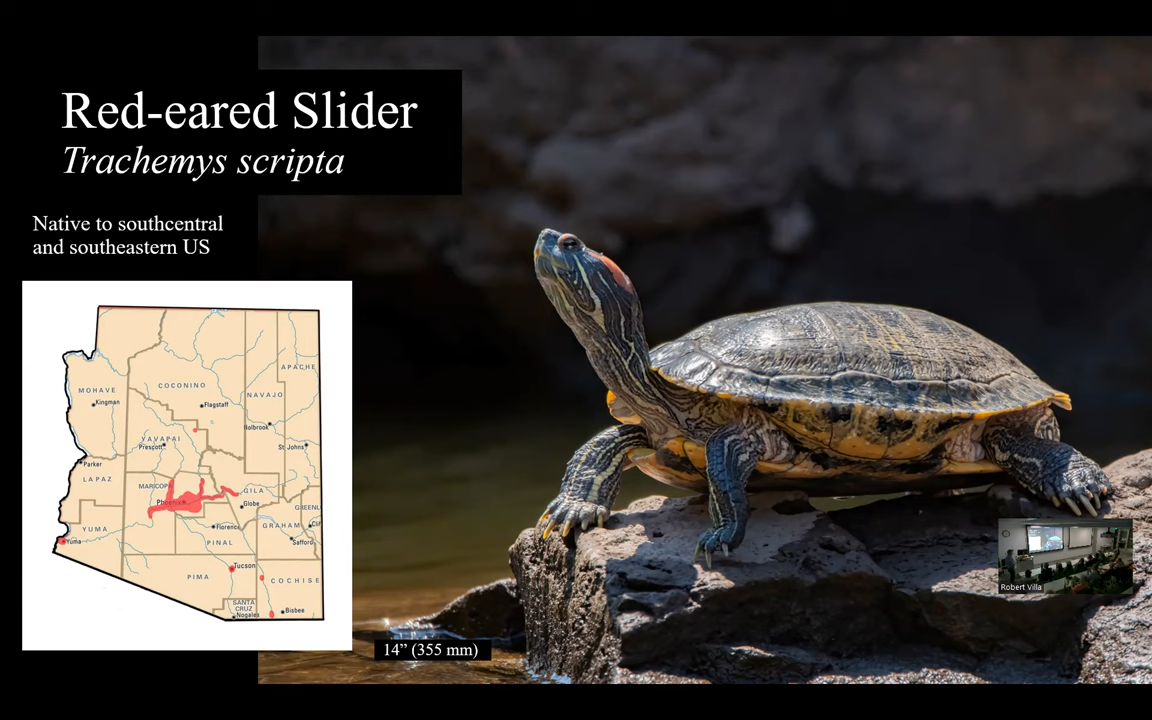 Red-eared Slider
Trachemys scripta
Native to southcentral
and southeastern US
COCONINO
APACHE
MOHAVE
Kingman
NAVAJO
Flagstaff
Holbrook
YAVAPAI
Prescott
St Johns
Parker
LA PAZ
MARICOPA
GILA
Phoenix
Globe
GREENL
YUMA
Florence
GRAHAM
Clif
Yuma
PINAL
Safford
Tucson
PIMA
COCHISE
SANTA
CRUZ
Bisbee
Nogales
Robert Villa
14” (355 mm)